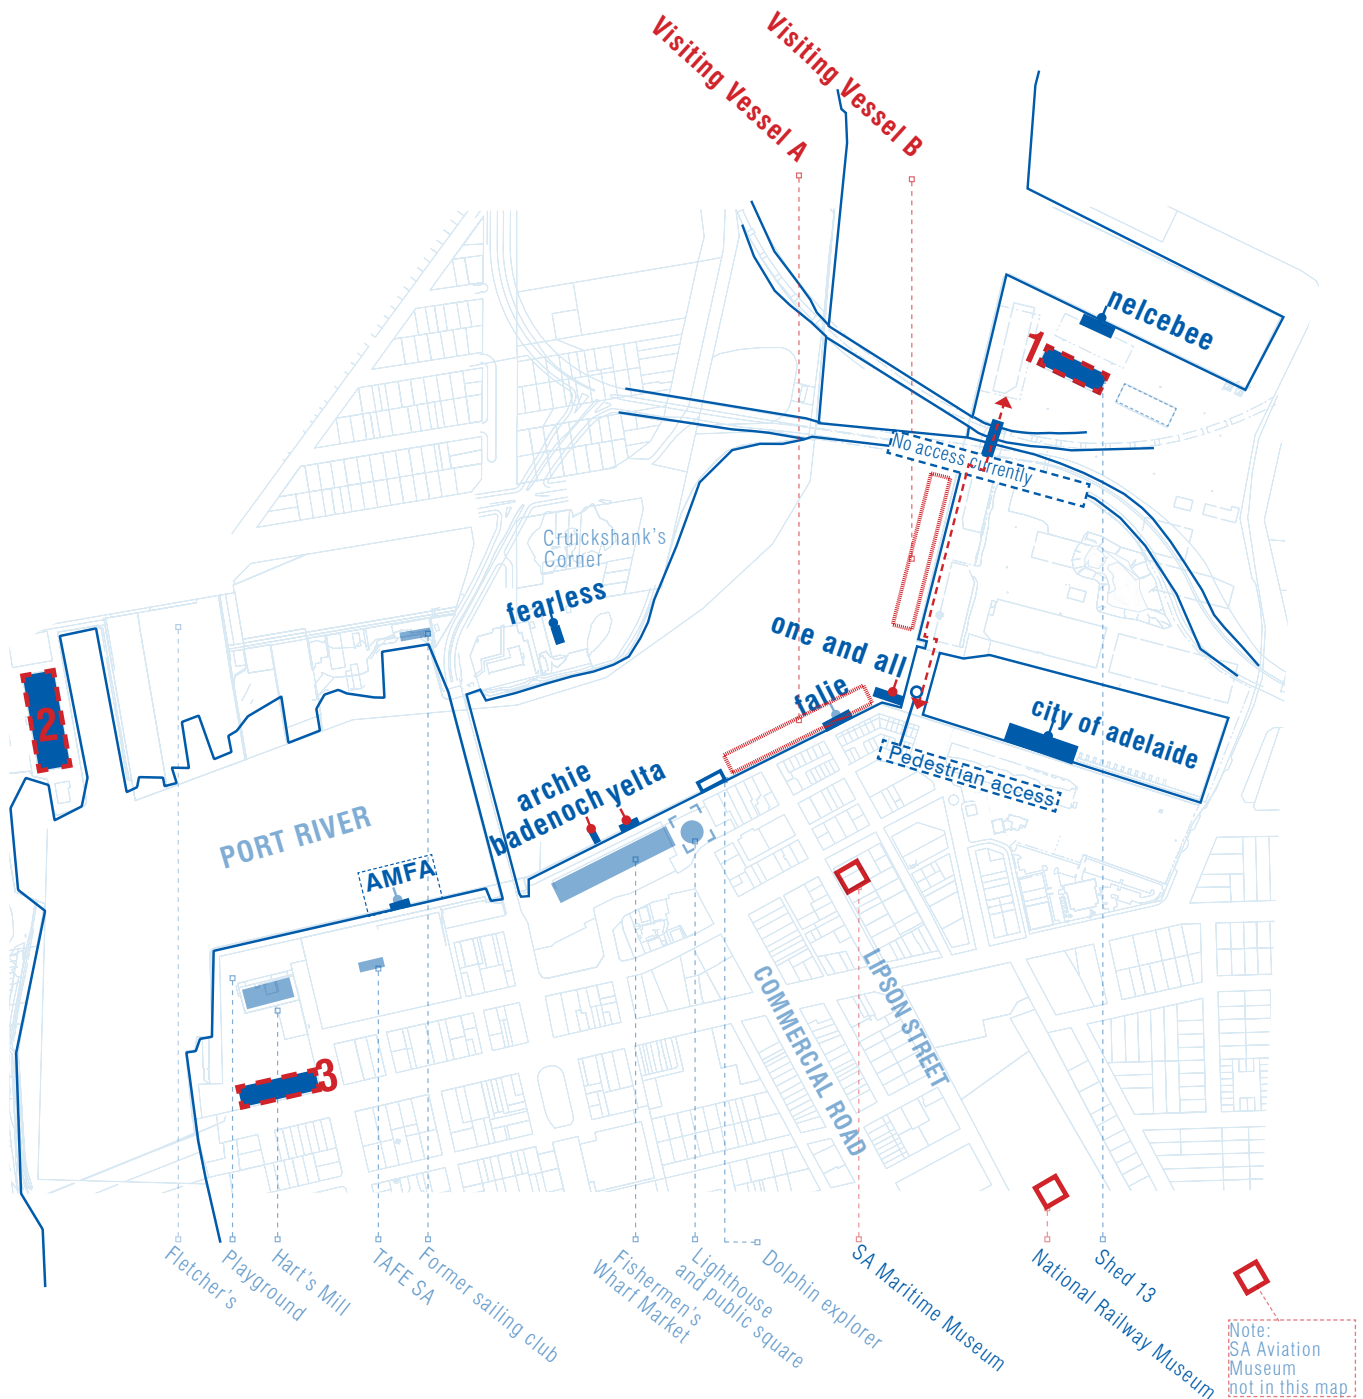 Visiting Vessel A
Visiting Vessel B
nelcebee
1
No access currently
Cruickshank's
Corner
fearless
one and all
falie
city of adelaide
Pedestrian access
2
archie
badenoch
yelta
PORT RIVER
AMFA
COMMERCIAL ROAD
LIPSON STREET
3
Fletcher's
Playground
Hart's Mill
TAFE SA
Former sailing club
Fishermen's
Wharf Market
Lighthouse
and public square
Dolphin explorer
SA Maritime Museum
National Railway Museum
Shed 13
Note:
SA Aviation
Museum
not in this map